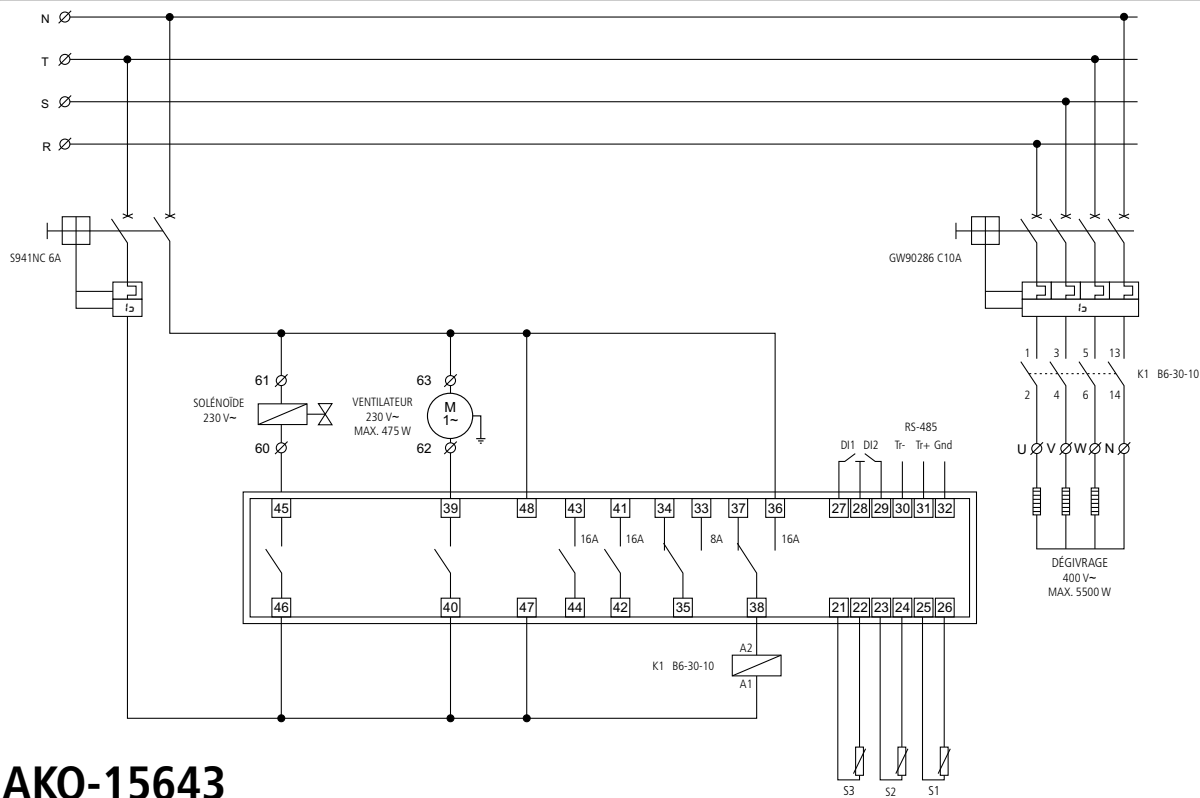 N
T
S
R
S941NC 6A
GW90286 C10A
1 3 5 13
K1 B6-30-10
2 4 6 14
61
63
SOLÉNOÏDE
230 V~
VENTILATEUR
230 V~
MAX. 475 W
M
1~
60
62
RS-485
DI1 DI2 Tr- Tr+ Gnd
U V W N
45 39 48 43 41 34 33 37 36 27 28 29 30 31 32
16A 16A 8A 16A
DÉGIVRAGE
400 V~
MAX. 5500 W
46 40 47 44 42 35 38 21 22 23 24 25 26
A2
K1 B6-30-10
A1
S3 S2 S1
AKO-15643